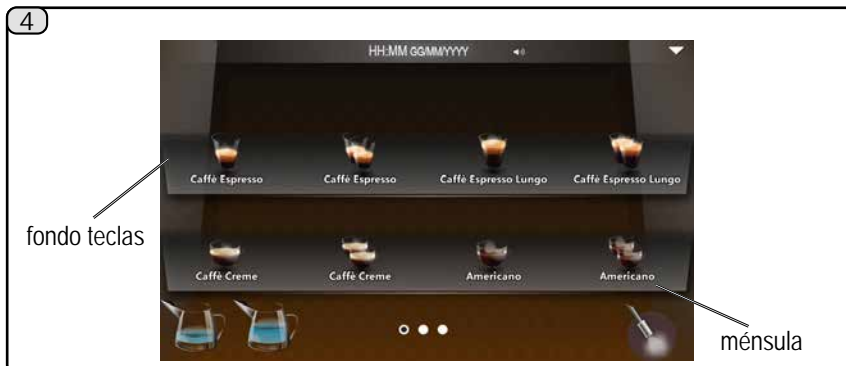 4
HH:MM GG/MM/YYYY
Caffè Espresso Caffè Espresso Caffè Espresso Lungo Caffè Espresso Lungo
fondo teclas
Caffè Creme Caffè Creme Americano Americano
ménsula